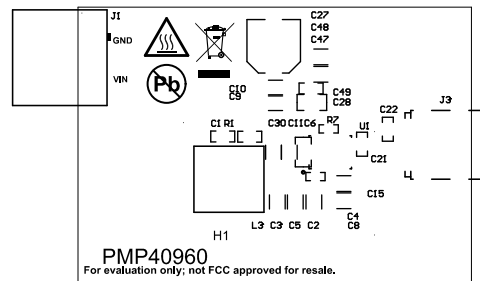 J1
GND
VIN
Pb
C27
C48
C47
C10
C9
C49
C28
C1 R1
C30 C11 C6 R7
U1
C22
J3
C21
C15
C4
C8
L3 C3 C5 C2
H1
PMP40960
For evaluation only; not FCC approved for resale.